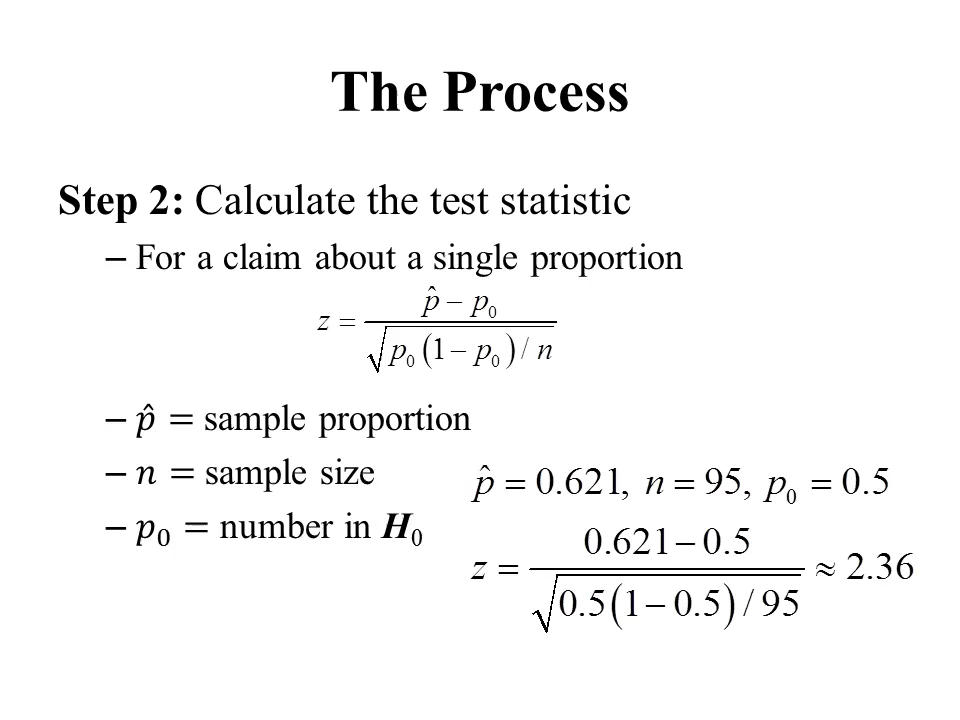 The Process
Step 2: Calculate the test statistic
– For a claim about a single proportion
z = (p̂ − p₀) / √(p₀(1 − p₀) / n)
– p̂ = sample proportion
– n = sample size
– p₀ = number in H₀
p̂ = 0.621, n = 95, p₀ = 0.5
z = (0.621 − 0.5) / √(0.5(1 − 0.5) / 95) ≈ 2.36